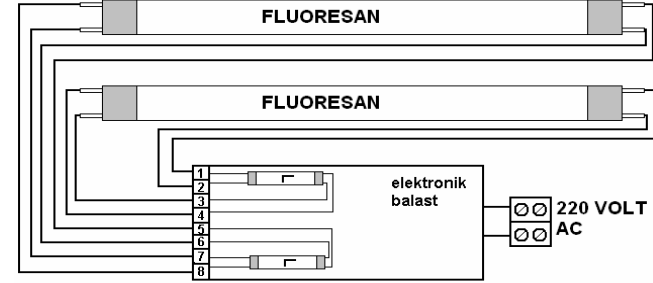 FLUORESAN
FLUORESAN
1
2
3
4
5
6
7
8
elektronik
balast
220 VOLT
AC